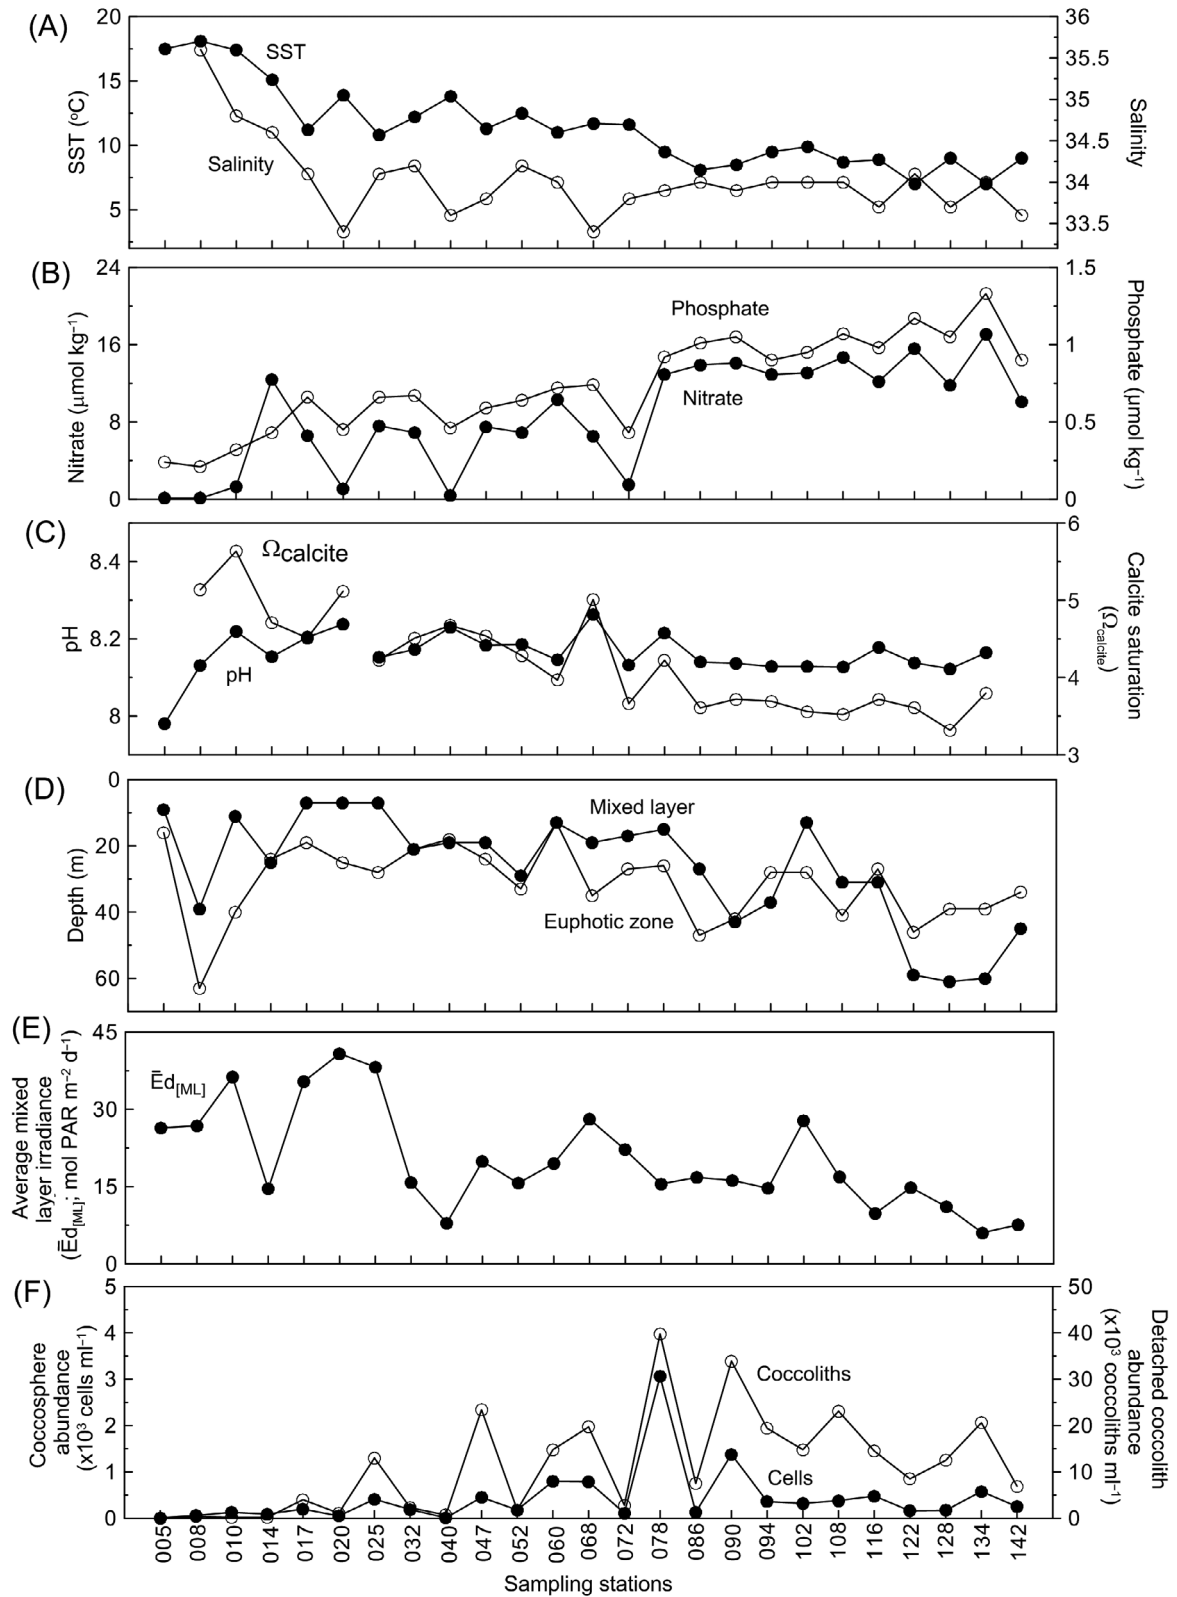 (A)
20
15
10
5
SST (°C)
SST
Salinity
36
35.5
35
34.5
34
33.5
Salinity
(B)
24
16
8
0
Nitrate (μmol kg⁻¹)
Phosphate
Nitrate
1.5
1
0.5
0
Phosphate (μmol kg⁻¹)
(C)
8.4
8.2
8
pH
Ωcalcite
pH
6
5
4
3
Calcite saturation
(Ωcalcite)
(D)
0
20
40
60
Depth (m)
Mixed layer
Euphotic zone
(E)
45
30
15
0
Average mixed
layer irradiance
(Ēd[ML]; mol PAR m⁻² d⁻¹)
Ēd[ML]
(F)
5
4
3
2
1
0
Coccosphere
abundance
(x10³ cells ml⁻¹)
Coccoliths
Cells
50
40
30
20
10
0
Detached coccolith
abundance
(x10³ coccoliths ml⁻¹)
005 008 010 014 017 020 025 032 040 047 052 060 068 072 078 086 090 094 102 108 116 122 128 134 142
Sampling stations